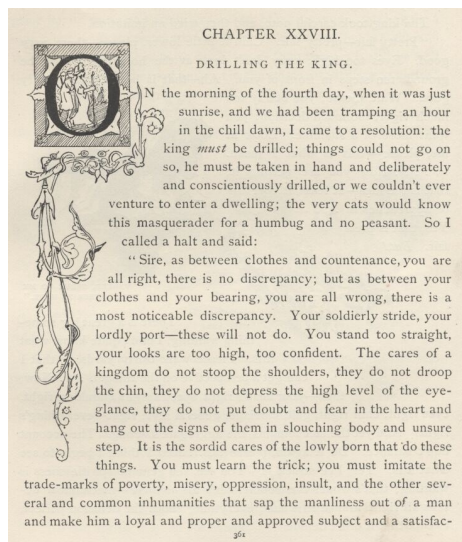 CHAPTER XXVIII.
DRILLING THE KING.
ON the morning of the fourth day, when it was just
sunrise, and we had been tramping an hour
in the chill dawn, I came to a resolution: the
king must be drilled; things could not go on
so, he must be taken in hand and deliberately
and conscientiously drilled, or we couldn't ever
venture to enter a dwelling; the very cats would know
this masquerader for a humbug and no peasant. So I
called a halt and said:
"Sire, as between clothes and countenance, you are
all right, there is no discrepancy; but as between your
clothes and your bearing, you are all wrong, there is a
most noticeable discrepancy. Your soldierly stride, your
lordly port—these will not do. You stand too straight,
your looks are too high, too confident. The cares of a
kingdom do not stoop the shoulders, they do not droop
the chin, they do not depress the high level of the eye-
glance, they do not put doubt and fear in the heart and
hang out the signs of them in slouching body and unsure
step. It is the sordid cares of the lowly born that do these
things. You must learn the trick; you must imitate the
trade-marks of poverty, misery, oppression, insult, and the other sev-
eral and common inhumanities that sap the manliness out of a man
and make him a loyal and proper and approved subject and a satisfac-
361